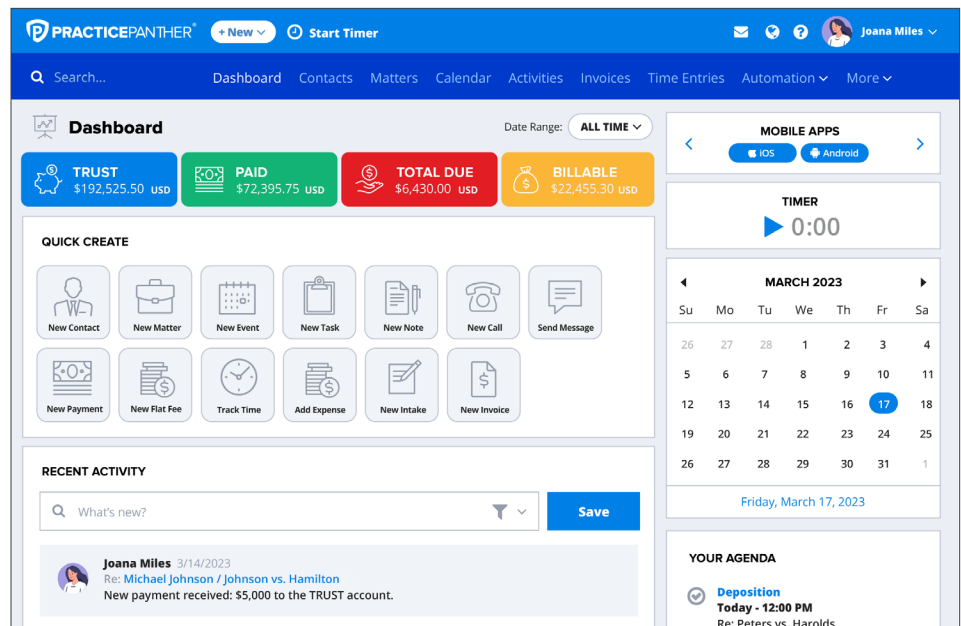 PRACTICEPANTHER® + New Start Timer Joana Miles
Search... Dashboard Contacts Matters Calendar Activities Invoices Time Entries Automation More
Dashboard
Date Range: ALL TIME
TRUST
$192,525.50 USD
PAID
$72,395.75 USD
TOTAL DUE
$6,430.00 USD
BILLABLE
$22,455.30 USD
QUICK CREATE
New Contact New Matter New Event New Task New Note New Call Send Message
New Payment New Flat Fee Track Time Add Expense New Intake New Invoice
RECENT ACTIVITY
What's new? Save
Joana Miles 3/14/2023
Re: Michael Johnson / Johnson vs. Hamilton
New payment received: $5,000 to the TRUST account.
MOBILE APPS
iOS Android
TIMER
0:00
MARCH 2023
Su Mo Tu We Th Fr Sa
26 27 28 1 2 3 4
5 6 7 8 9 10 11
12 13 14 15 16 17 18
19 20 21 22 23 24 25
26 27 28 29 30 31 1
Friday, March 17, 2023
YOUR AGENDA
Deposition
Today - 12:00 PM
Re: Peters vs. Harolds